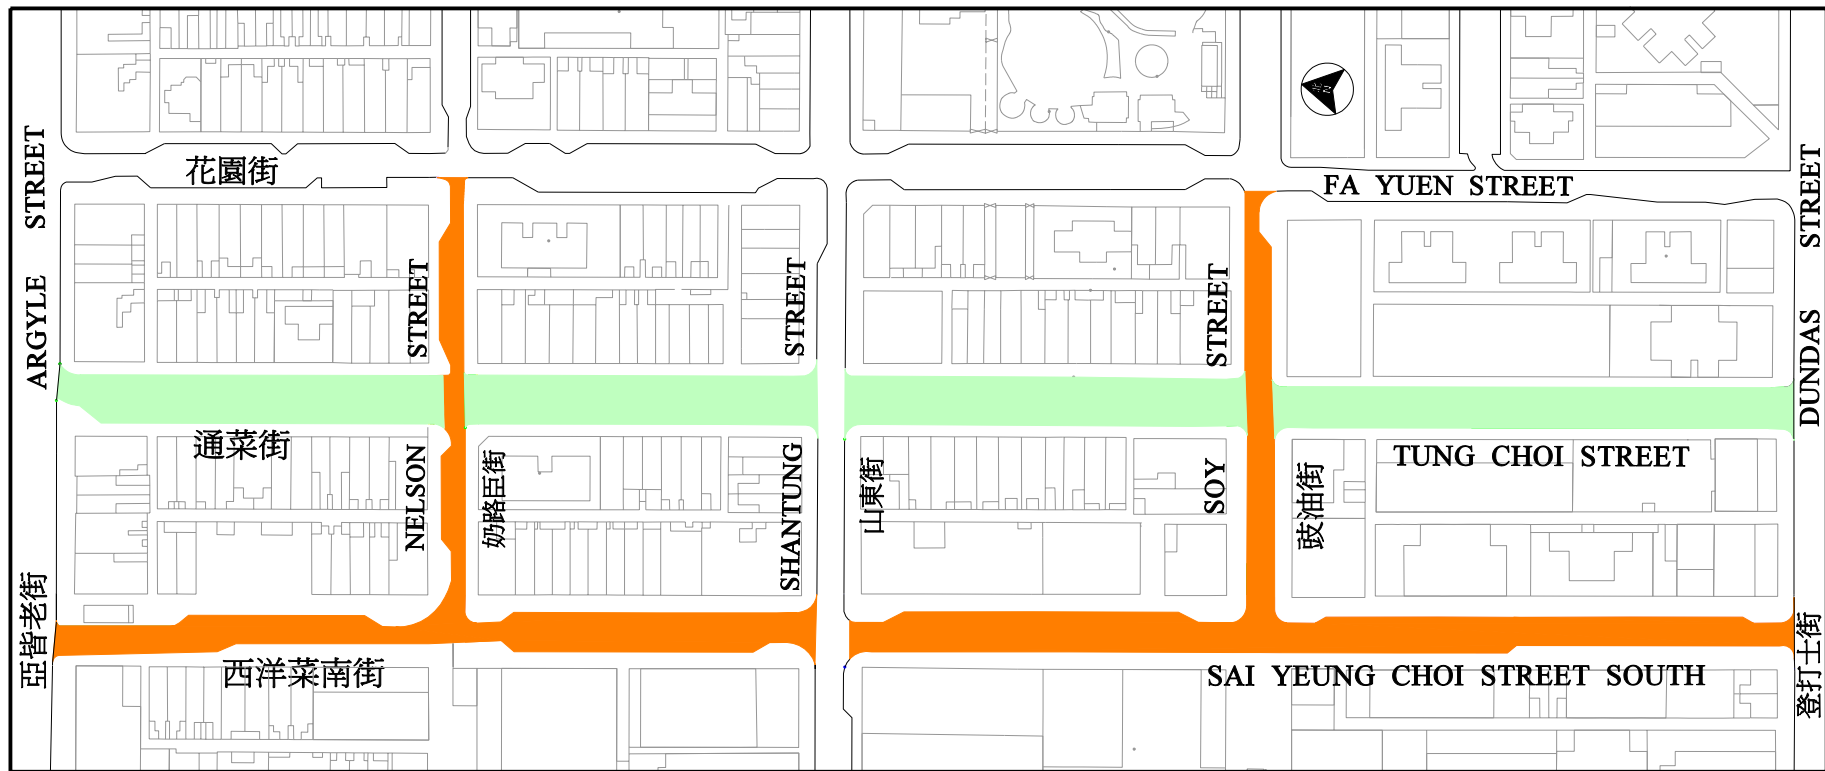 花園街
FA YUEN STREET
ARGYLE STREET
亞皆老街
NELSON STREET
奶路臣街
SHANTUNG STREET
山東街
SOY STREET
豉油街
DUNDAS STREET
登打士街
通菜街
TUNG CHOI STREET
西洋菜南街
SAI YEUNG CHOI STREET SOUTH
北
N